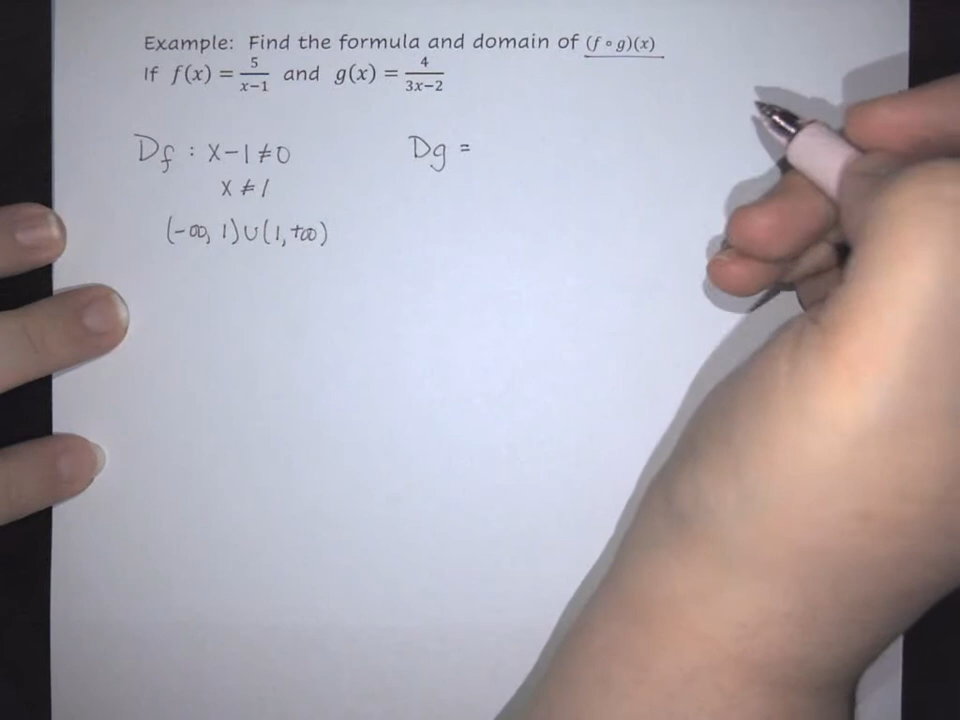 Example: Find the formula and domain of (f ∘ g)(x)
If f(x) = 5/(x−1) and g(x) = 4/(3x−2)
Df : x−1≠0
x ≠ 1
(-∞, 1)∪(1, +∞)
Dg =